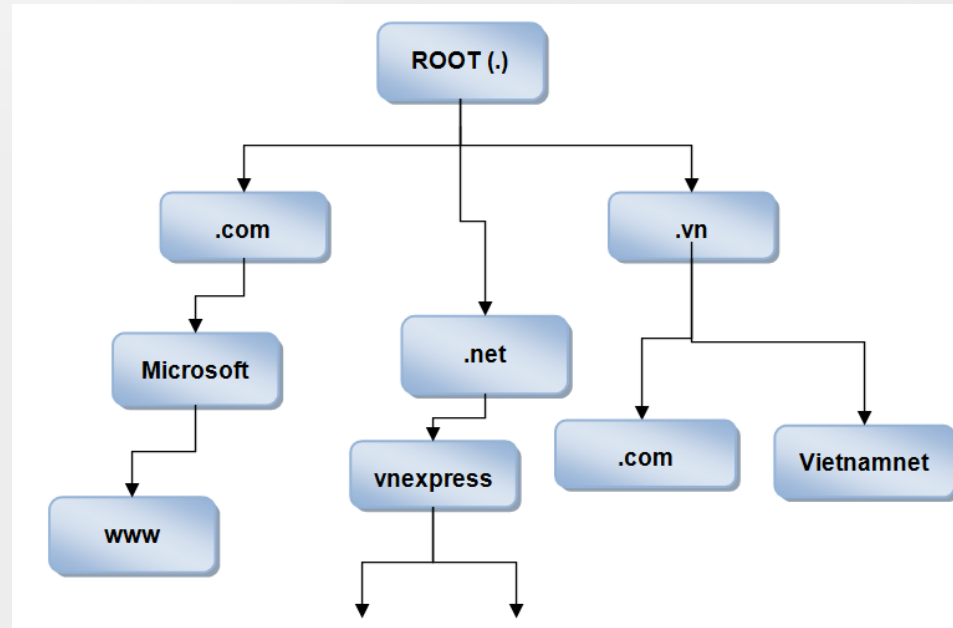 ROOT (.)
.com
.vn
Microsoft
.net
.com
Vietnamnet
vnexpress
www